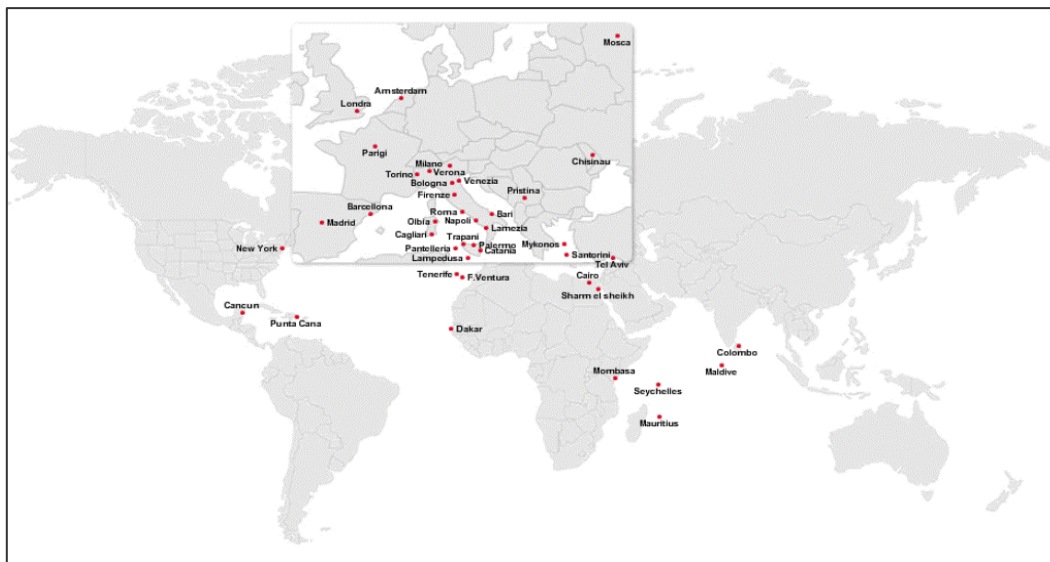 Mosca
Amsterdam
Londra
Parigi
Chisinau
Milano
Verona
Torino
Bologna
Venezia
Firenze
Pristina
Barcellona
Madrid
Roma
Bari
Olbia
Napoli
Lamezia
Cagliari
Trapani
Palermo
Mykonos
Pantelleria
Catania
New York
Lampedusa
Santorini
Tel Aviv
Tenerife
F.Ventura
Cairo
Sharm el sheikh
Cancun
Punta Cana
Dakar
Colombo
Maldive
Mombasa
Seychelles
Mauritius